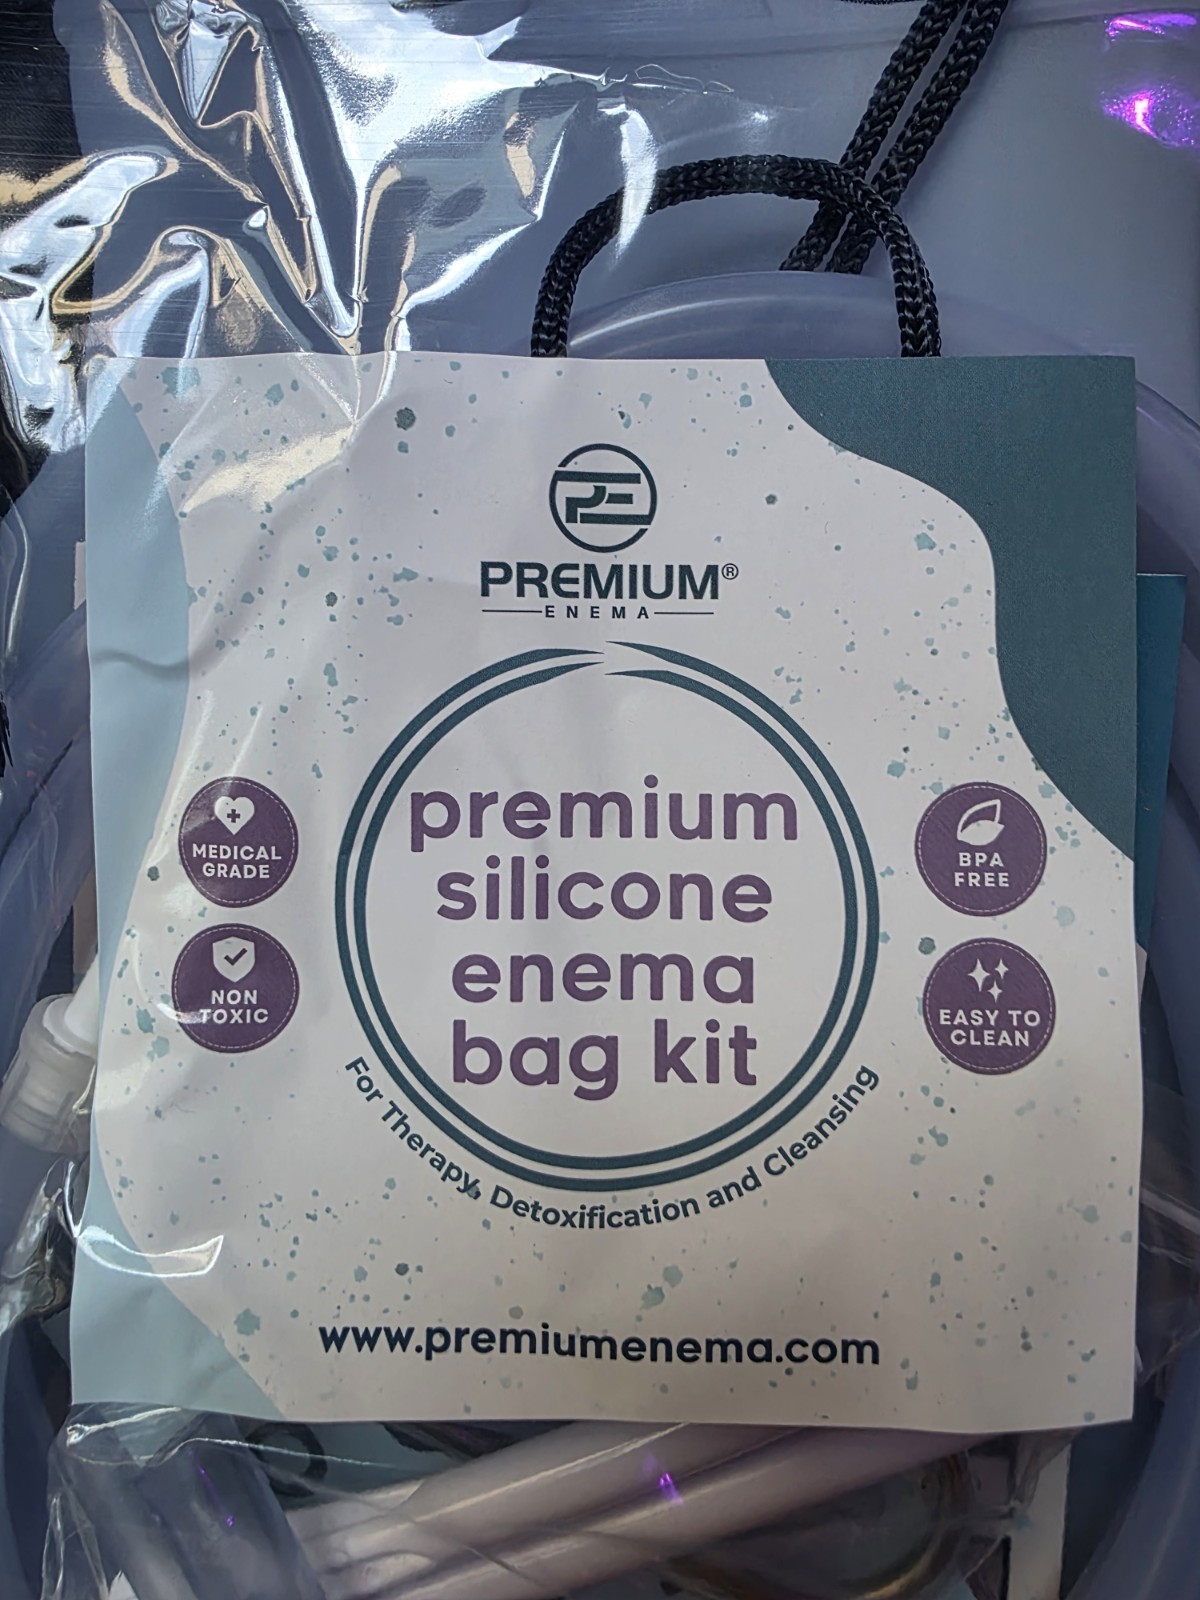 PE
PREMIUM®
ENEMA
premium
silicone
enema
bag kit
MEDICAL
GRADE
NON
TOXIC
BPA
FREE
EASY TO
CLEAN
For Therapy, Detoxification and Cleansing
www.premiumenema.com